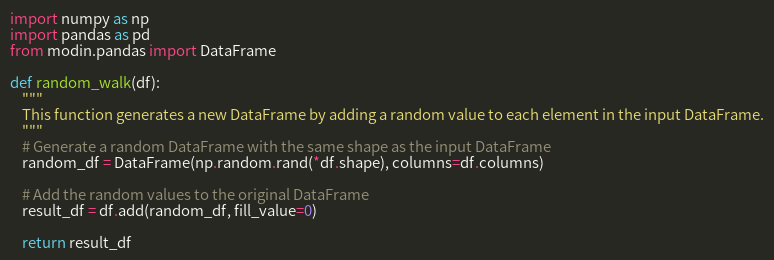 import numpy as np
import pandas as pd
from modin.pandas import DataFrame

def random_walk(df):
    """
    This function generates a new DataFrame by adding a random value to each element in the input DataFrame.
    """
    # Generate a random DataFrame with the same shape as the input DataFrame
    random_df = DataFrame(np.random.rand(*df.shape), columns=df.columns)

    # Add the random values to the original DataFrame
    result_df = df.add(random_df, fill_value=0)

    return result_df